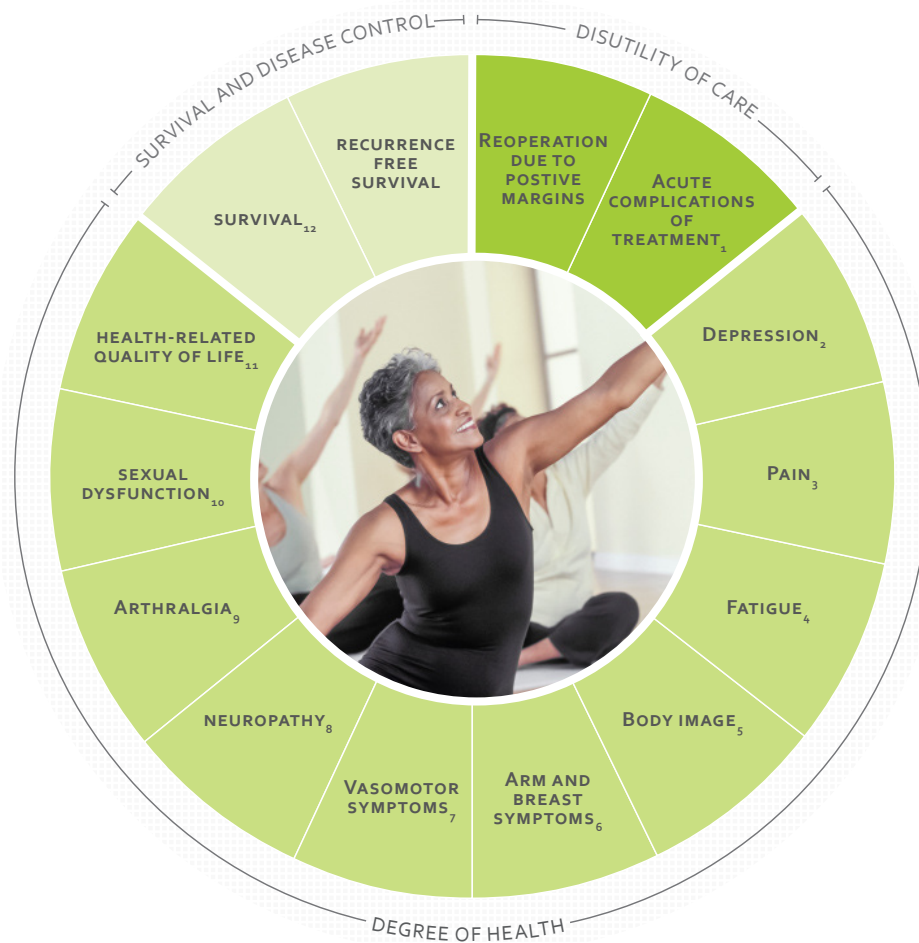 SURVIVAL AND DISEASE CONTROL
DISUTILITY OF CARE
RECURRENCE
FREE
SURVIVAL
SURVIVAL12
REOPERATION
DUE TO
POSTIVE
MARGINS
ACUTE
COMPLICATIONS
OF
TREATMENT1
DEPRESSION2
PAIN3
FATIGUE4
BODY IMAGE5
ARM AND
BREAST
SYMPTOMS6
VASOMOTOR
SYMPTOMS7
NEUROPATHY8
ARTHRALGIA9
SEXUAL
DYSFUNCTION10
HEALTH-RELATED
QUALITY OF LIFE11
DEGREE OF HEALTH